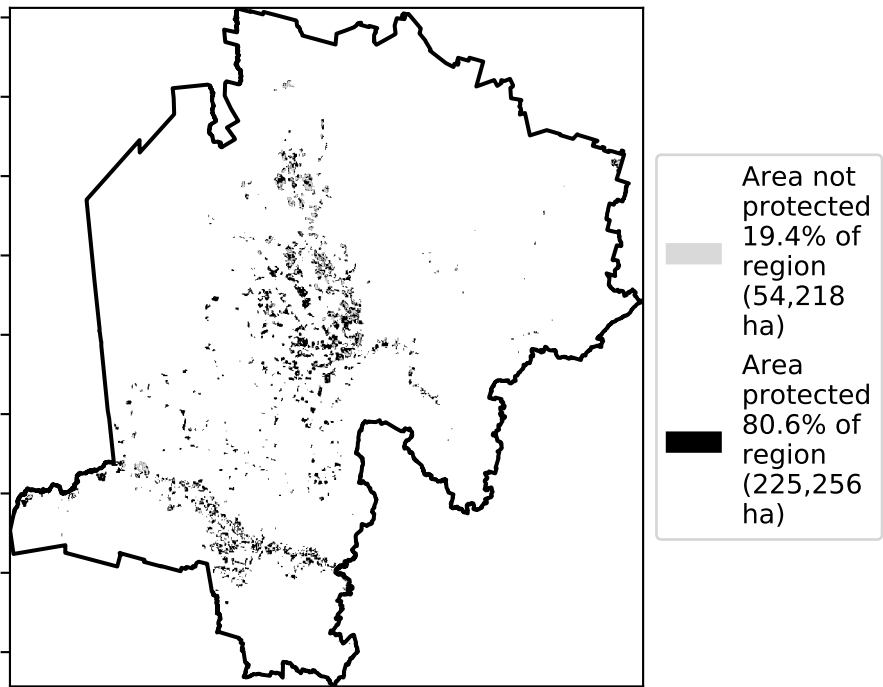 Area not
protected
19.4% of
region
(54,218
ha)
Area
protected
80.6% of
region
(225,256
ha)